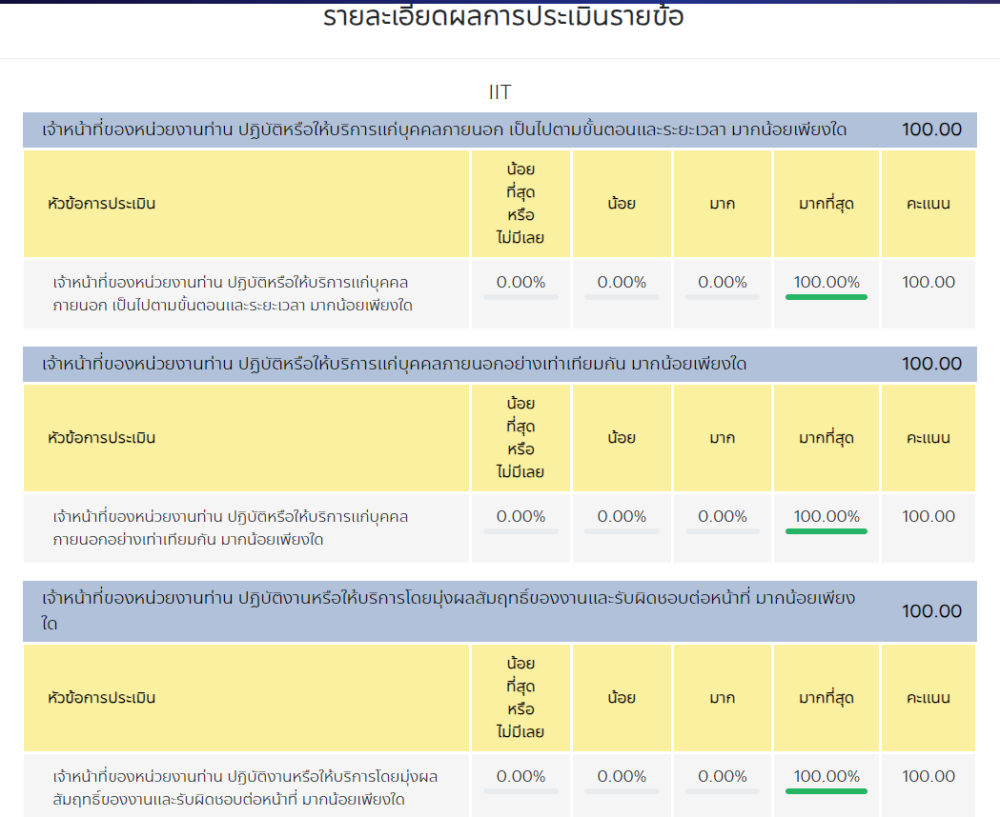 รายละเอียดผลการประเมินรายข้อ
IIT
เจ้าหน้าที่ของหน่วยงานท่าน ปฏิบัติหรือให้บริการแก่บุคคลภายนอก เป็นไปตามขั้นตอนและระยะเวลา มากน้อยเพียงใด 100.00
น้อย
ที่สุด
หรือ
ไม่มีเลย
หัวข้อการประเมิน น้อย มาก มากที่สุด คะแนน
เจ้าหน้าที่ของหน่วยงานท่าน ปฏิบัติหรือให้บริการแก่บุคคล 0.00% 0.00% 0.00% 100.00% 100.00
ภายนอก เป็นไปตามขั้นตอนและระยะเวลา มากน้อยเพียงใด
เจ้าหน้าที่ของหน่วยงานท่าน ปฏิบัติหรือให้บริการแก่บุคคลภายนอกอย่างเท่าเทียมกัน มากน้อยเพียงใด 100.00
น้อย
ที่สุด
หรือ
ไม่มีเลย
หัวข้อการประเมิน น้อย มาก มากที่สุด คะแนน
เจ้าหน้าที่ของหน่วยงานท่าน ปฏิบัติหรือให้บริการแก่บุคคล 0.00% 0.00% 0.00% 100.00% 100.00
ภายนอกอย่างเท่าเทียมกัน มากน้อยเพียงใด
เจ้าหน้าที่ของหน่วยงานท่าน ปฏิบัติงานหรือให้บริการโดยมุ่งผลสัมฤทธิ์ของงานและรับผิดชอบต่อหน้าที่ มากน้อยเพียง
ใด 100.00
น้อย
ที่สุด
หรือ
ไม่มีเลย
หัวข้อการประเมิน น้อย มาก มากที่สุด คะแนน
เจ้าหน้าที่ของหน่วยงานท่าน ปฏิบัติงานหรือให้บริการโดยมุ่งผล 0.00% 0.00% 0.00% 100.00% 100.00
สัมฤทธิ์ของงานและรับผิดชอบต่อหน้าที่ มากน้อยเพียงใด